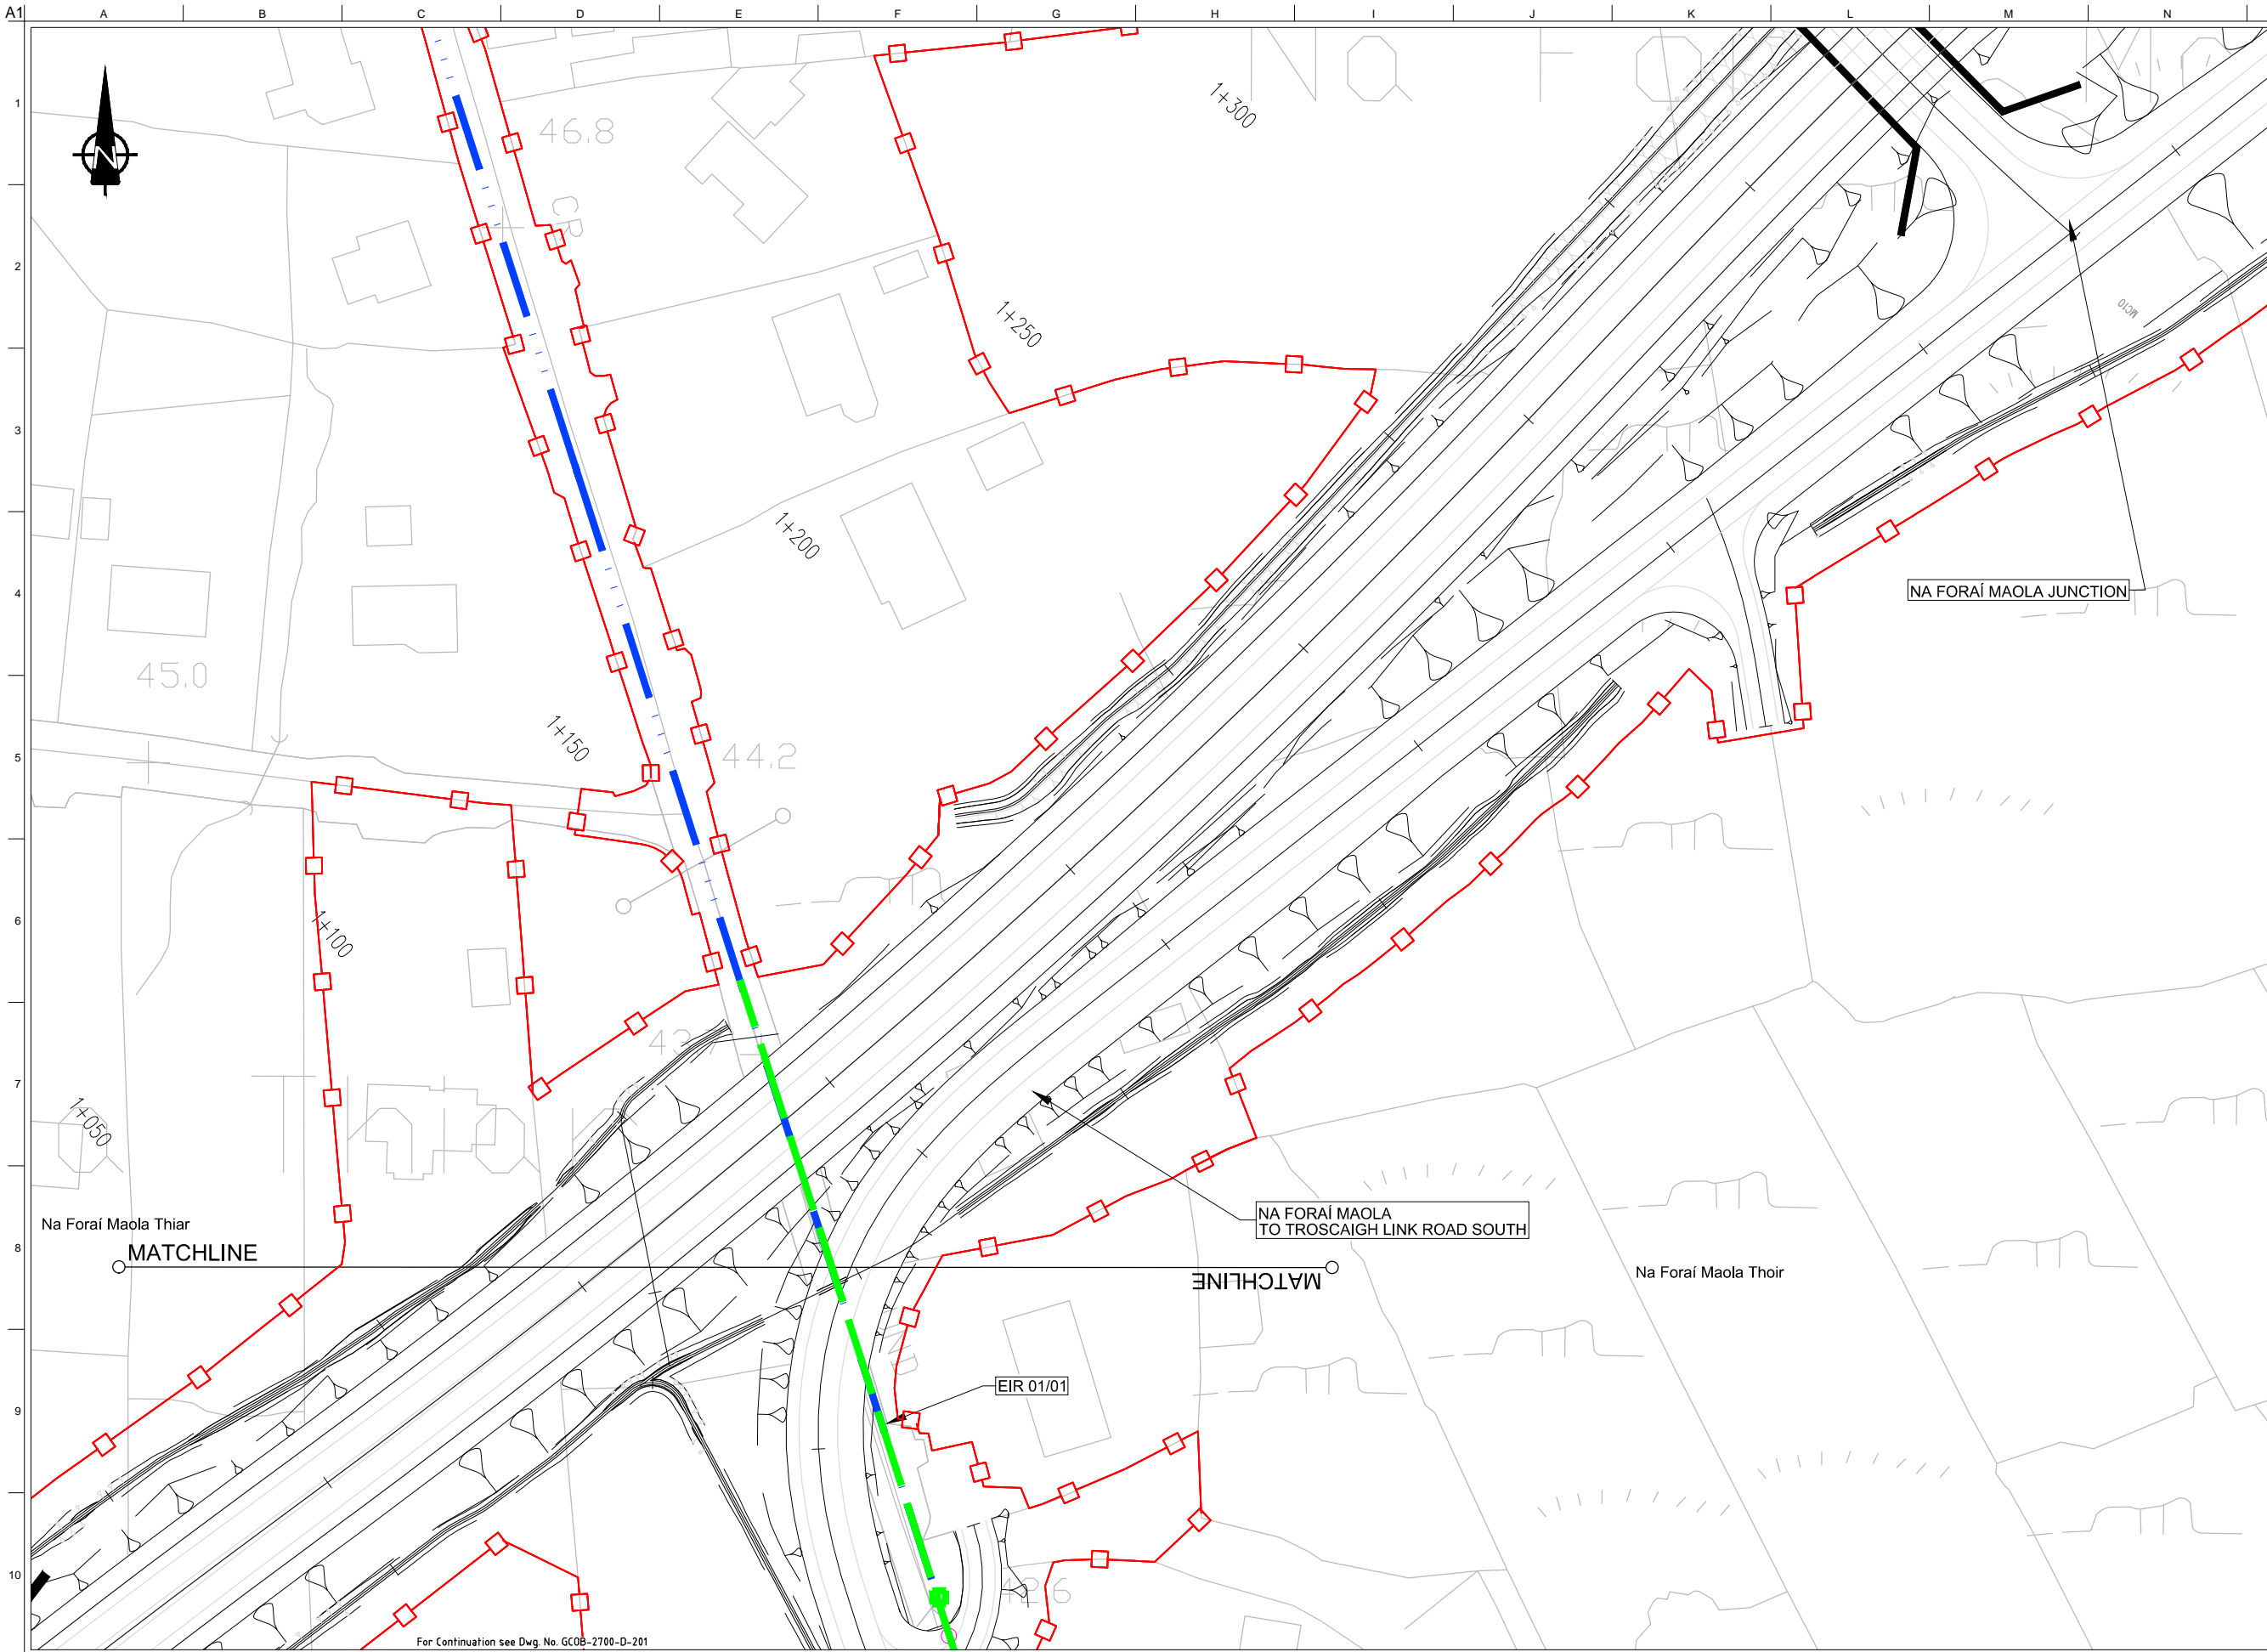 A1
A B C D E F G H I J K L M N
1
2
3
4
5
6
7
8
9
10
N
46.8
1+300
1+250
MC10
1+200
NA FORAÍ MAOLA JUNCTION
45.0
1+150
44.2
1+100
1+050
Na Foraí Maola Thiar
MATCHLINE
NA FORAÍ MAOLA
TO TROSCAIGH LINK ROAD SOUTH
MATCHLINE
Na Foraí Maola Thoir
EIR 01/01
42.6
For Continuation see Dwg. No. GCOB-2700-D-201